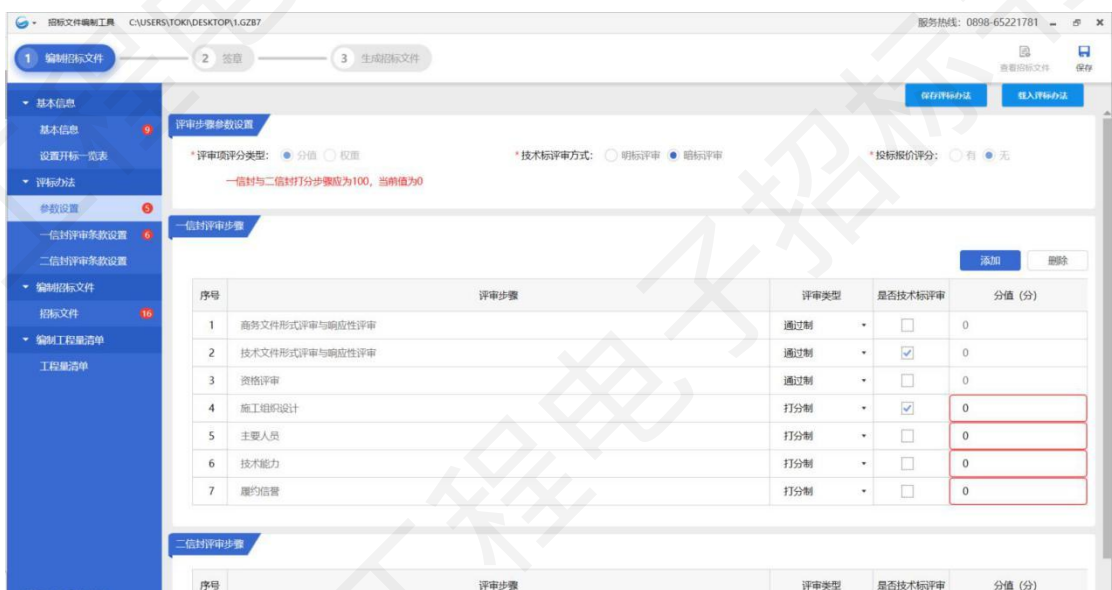 招标文件编制工具 C:\USERS\TOKI\DESKTOP\1.GZB7 服务热线: 0898-65221781
1 编制招标文件 2 签章 3 生成招标文件 查看招标文件 保存
保存评标办法 载入评标办法
基本信息
基本信息 9
设置开标一览表
评标办法
参数设置 5
一信封评审条款设置 6
二信封评审条款设置
编制招标文件
招标文件 16
编制工程量清单
工程量清单
评审步骤参数设置
*评审项评分类型: 分值 权重 *技术标评审方式: 明标评审 暗标评审 *投标报价评分: 有 无
一信封与二信封打分步骤应为100, 当前值为0
一信封评审步骤
添加 删除
序号 评审步骤 评审类型 是否技术标评审 分值 (分)
1 商务文件形式评审与响应性评审 通过制 0
2 技术文件形式评审与响应性评审 通过制 0
3 资格评审 通过制 0
4 施工组织设计 打分制 0
5 主要人员 打分制 0
6 技术能力 打分制 0
7 履约信誉 打分制 0
二信封评审步骤
序号 评审步骤 评审类型 是否技术标评审 分值 (分)
工程电子招标